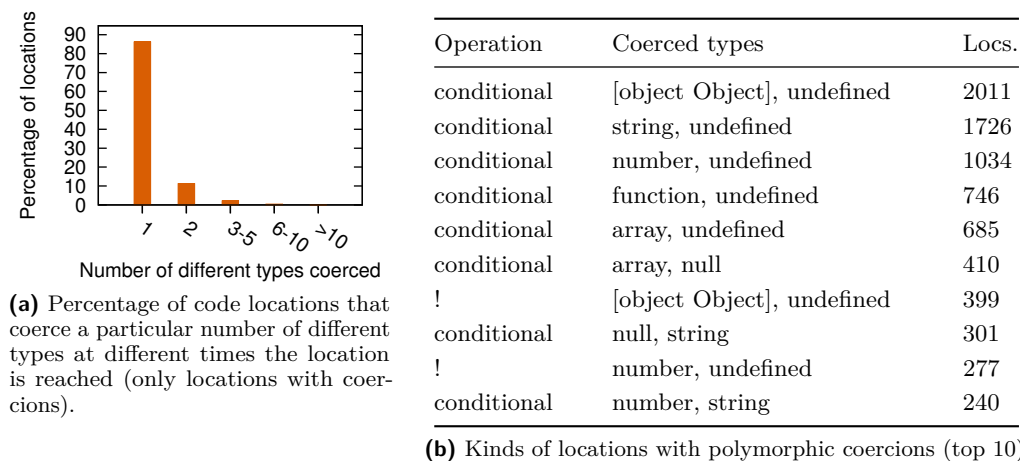 Percentage of locations
90
80
70
60
50
40
30
20
10
0
1
2
3-5
6-10
>10
Number of different types coerced
(a) Percentage of code locations that
coerce a particular number of different
types at different times the location
is reached (only locations with coer-
cions).
Operation Coerced types Locs.
conditional [object Object], undefined 2011
conditional string, undefined 1726
conditional number, undefined 1034
conditional function, undefined 746
conditional array, undefined 685
conditional array, null 410
! [object Object], undefined 399
conditional null, string 301
! number, undefined 277
conditional number, string 240
(b) Kinds of locations with polymorphic coercions (top 10)